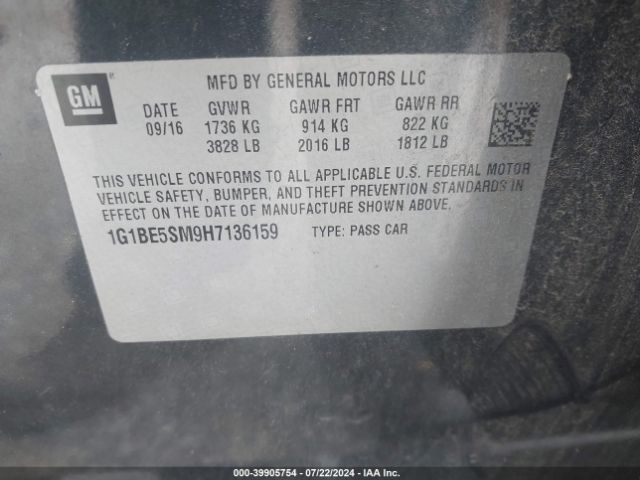 GM
MFD BY GENERAL MOTORS LLC
DATE GVWR GAWR FRT GAWR RR
09/16 1736 KG 914 KG 822 KG
3828 LB 2016 LB 1812 LB
THIS VEHICLE CONFORMS TO ALL APPLICABLE U.S. FEDERAL MOTOR
VEHICLE SAFETY, BUMPER, AND THEFT PREVENTION STANDARDS IN
EFFECT ON THE DATE OF MANUFACTURE SHOWN ABOVE.
1G1BE5SM9H7136159 TYPE: PASS CAR
000-39905754 - 07/22/2024 - IAA Inc.